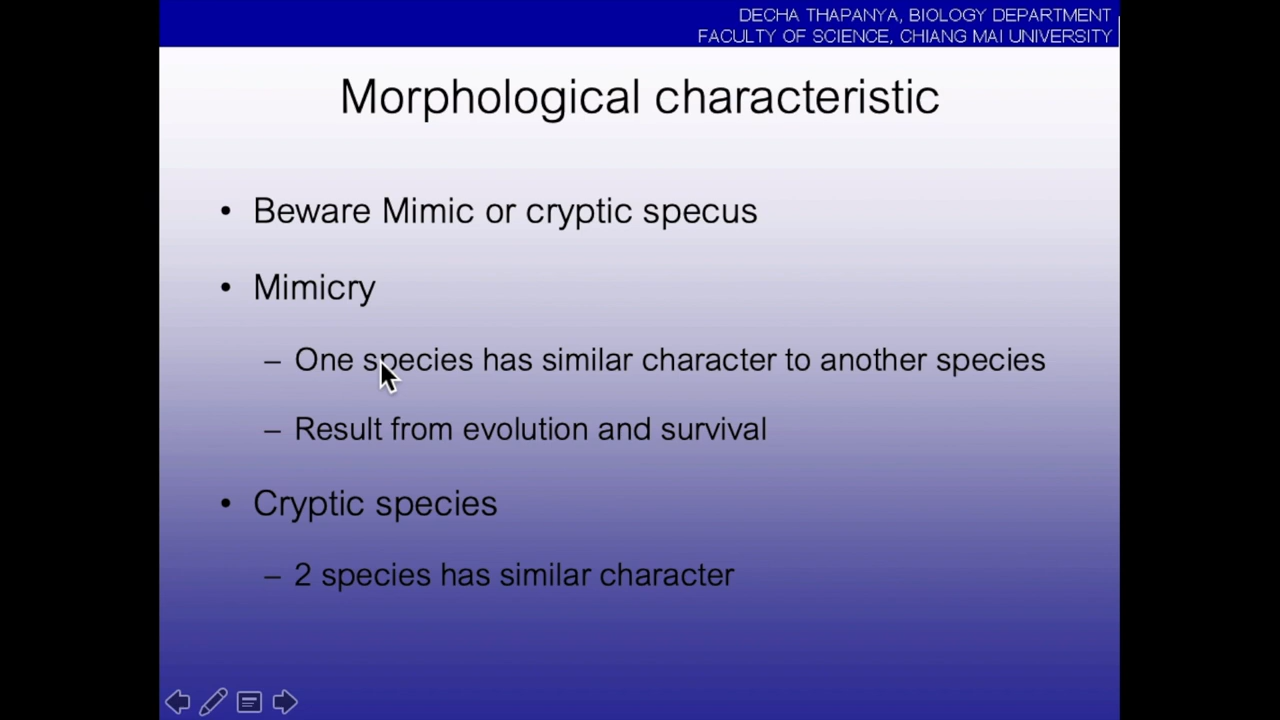 DECHA THAPANYA, BIOLOGY DEPARTMENT
FACULTY OF SCIENCE, CHIANG MAI UNIVERSITY
Morphological characteristic
• Beware Mimic or cryptic specus
• Mimicry
– One species has similar character to another species
– Result from evolution and survival
• Cryptic species
– 2 species has similar character